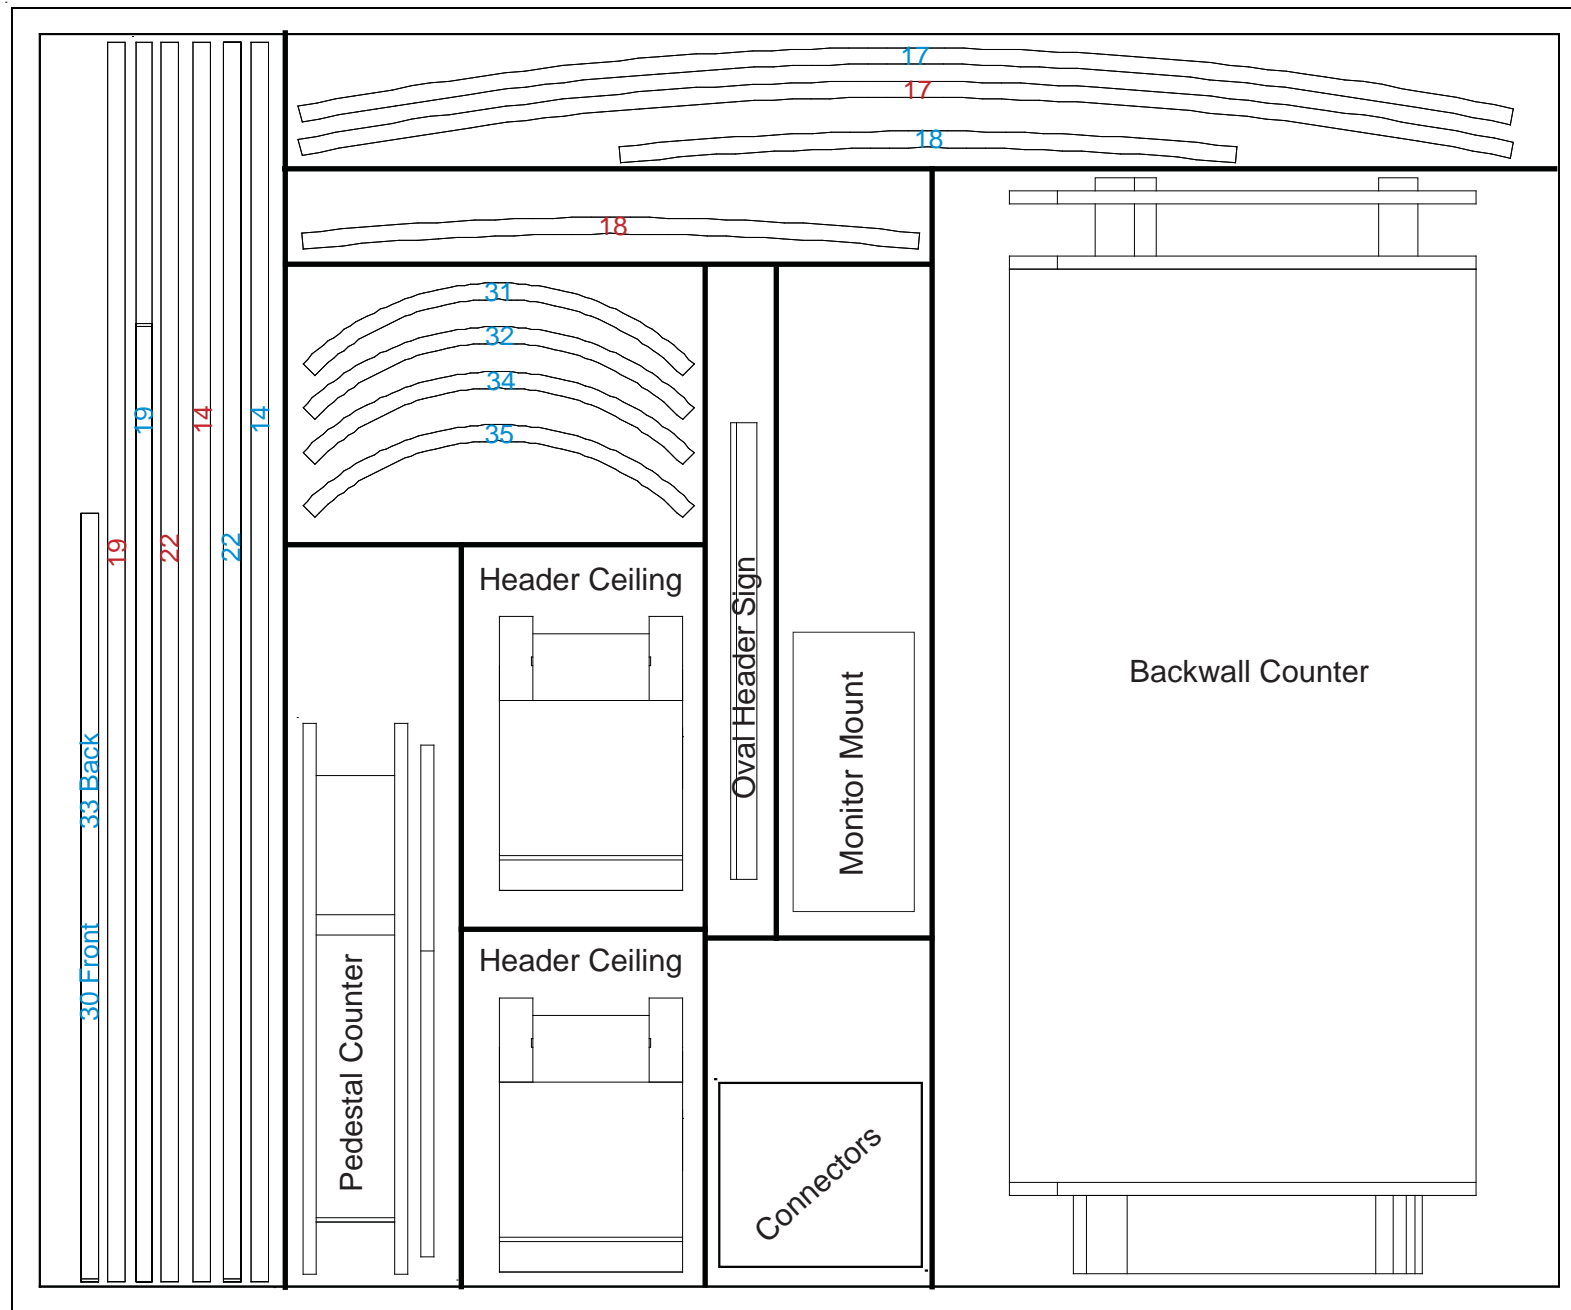 17
17
18
18
31
32
34
35
19
14
14
19
22
22
33 Back
30 Front
Header Ceiling
Oval Header Sign
Monitor Mount
Backwall Counter
Pedestal Counter
Header Ceiling
Connectors